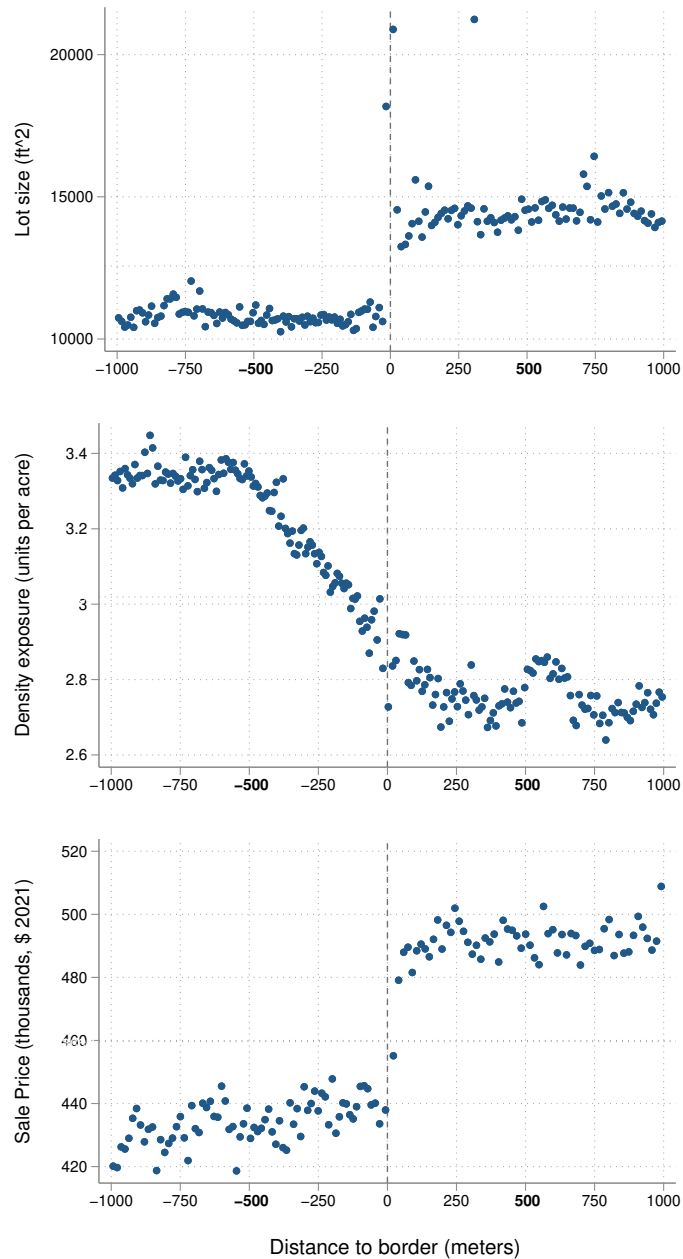 Lot size (ft^2)
20000
15000
10000
−1000 −750 −500 −250 0 250 500 750 1000
Density exposure (units per acre)
3.4
3.2
3
2.8
2.6
−1000 −750 −500 −250 0 250 500 750 1000
Sale Price (thousands, $ 2021)
520
500
480
460
440
420
−1000 −750 −500 −250 0 250 500 750 1000
Distance to border (meters)